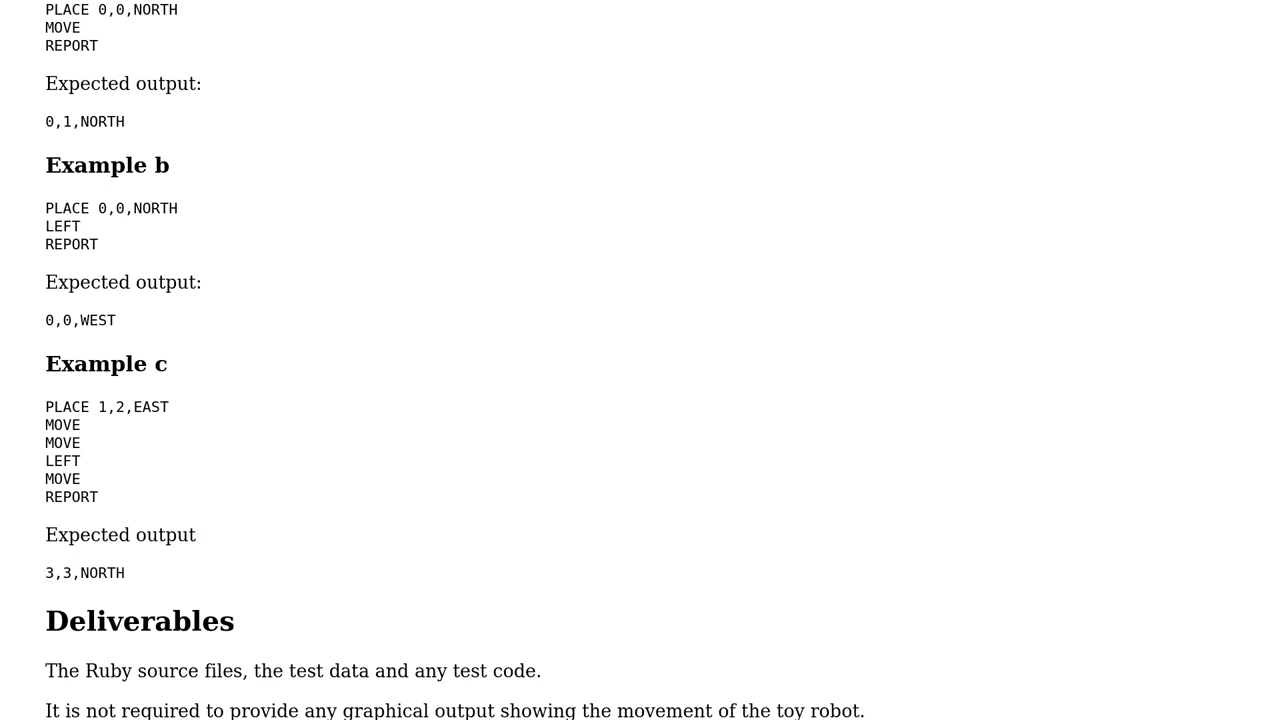 PLACE 0,0,NORTH
MOVE
REPORT
Expected output:
0,1,NORTH
Example b
PLACE 0,0,NORTH
LEFT
REPORT
Expected output:
0,0,WEST
Example c
PLACE 1,2,EAST
MOVE
MOVE
LEFT
MOVE
REPORT
Expected output
3,3,NORTH
Deliverables
The Ruby source files, the test data and any test code.
It is not required to provide any graphical output showing the movement of the toy robot.